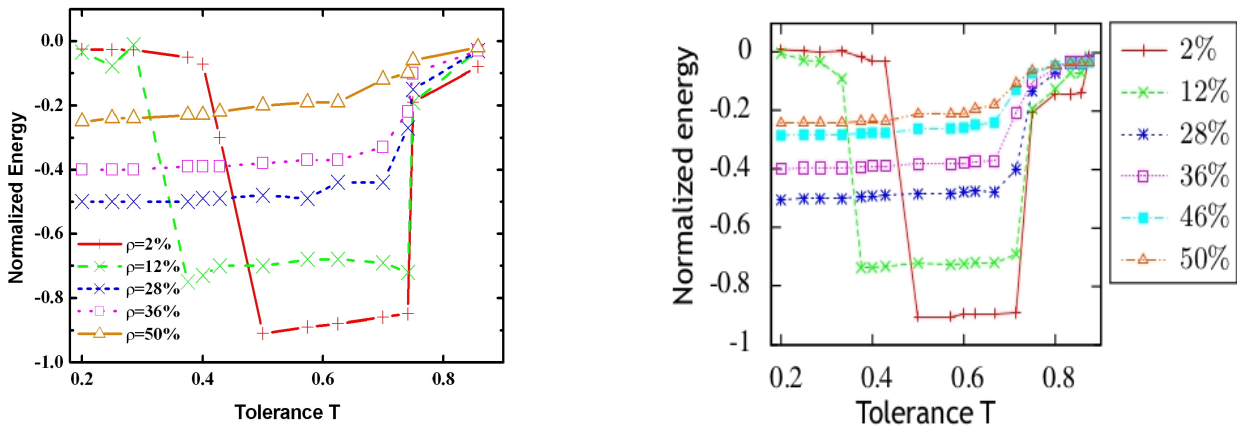 0.0
-0.2
-0.4
-0.6
-0.8
-1.0
Normalized Energy
ρ=2%
ρ=12%
ρ=28%
ρ=36%
ρ=50%
0.2 0.4 0.6 0.8
Tolerance T
0
-0.2
-0.4
-0.6
-0.8
-1
Normalized energy
0.2 0.4 0.6 0.8
Tolerance T
2%
12%
28%
36%
46%
50%